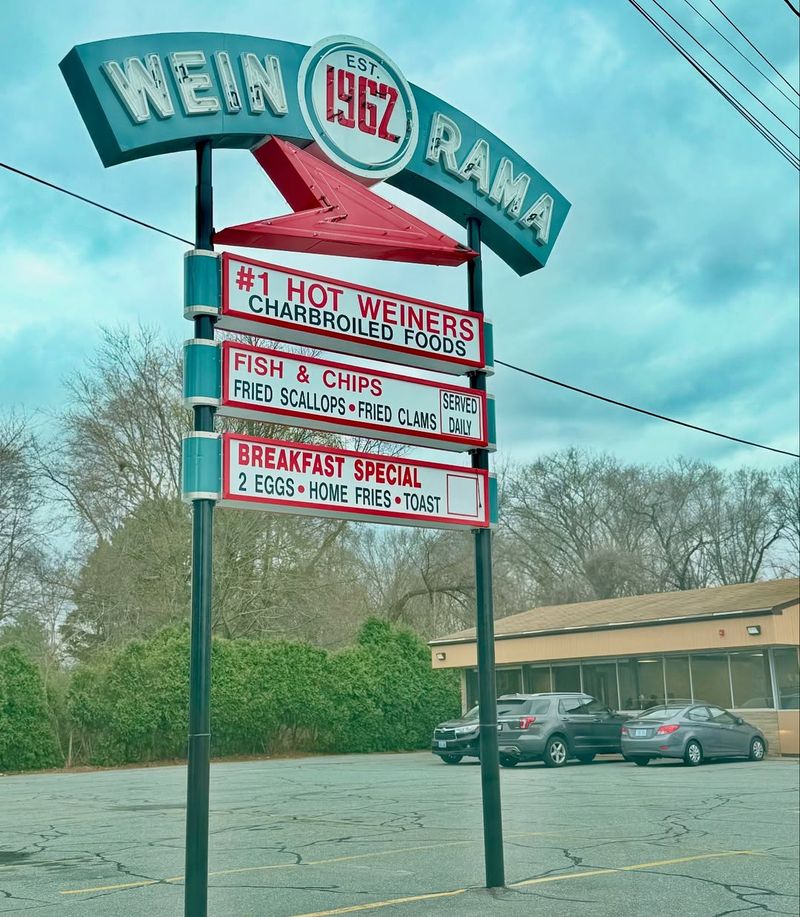 WEIN EST. 1962 RAMA
#1 HOT WEINERS
CHARBROILED FOODS
FISH & CHIPS
FRIED SCALLOPS • FRIED CLAMS
SERVED
DAILY
BREAKFAST SPECIAL
2 EGGS • HOME FRIES • TOAST